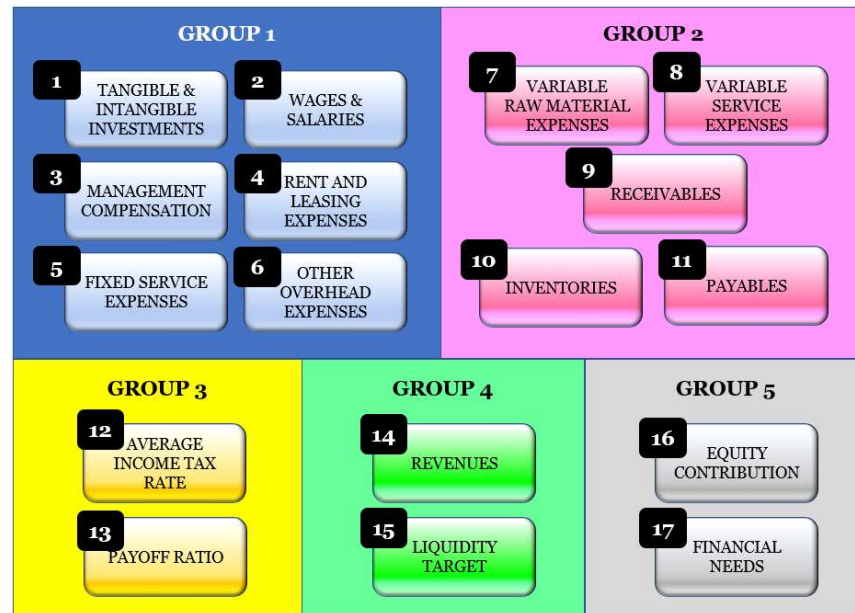 GROUP 1
1
TANGIBLE &
INTANGIBLE
INVESTMENTS
2
WAGES &
SALARIES
3
MANAGEMENT
COMPENSATION
4
RENT AND
LEASING
EXPENSES
5
FIXED SERVICE
EXPENSES
6
OTHER
OVERHEAD
EXPENSES
GROUP 2
7
VARIABLE
RAW MATERIAL
EXPENSES
8
VARIABLE
SERVICE
EXPENSES
9
RECEIVABLES
10
INVENTORIES
11
PAYABLES
GROUP 3
12
AVERAGE
INCOME TAX
RATE
13
PAYOFF RATIO
GROUP 4
14
REVENUES
15
LIQUIDITY
TARGET
GROUP 5
16
EQUITY
CONTRIBUTION
17
FINANCIAL
NEEDS